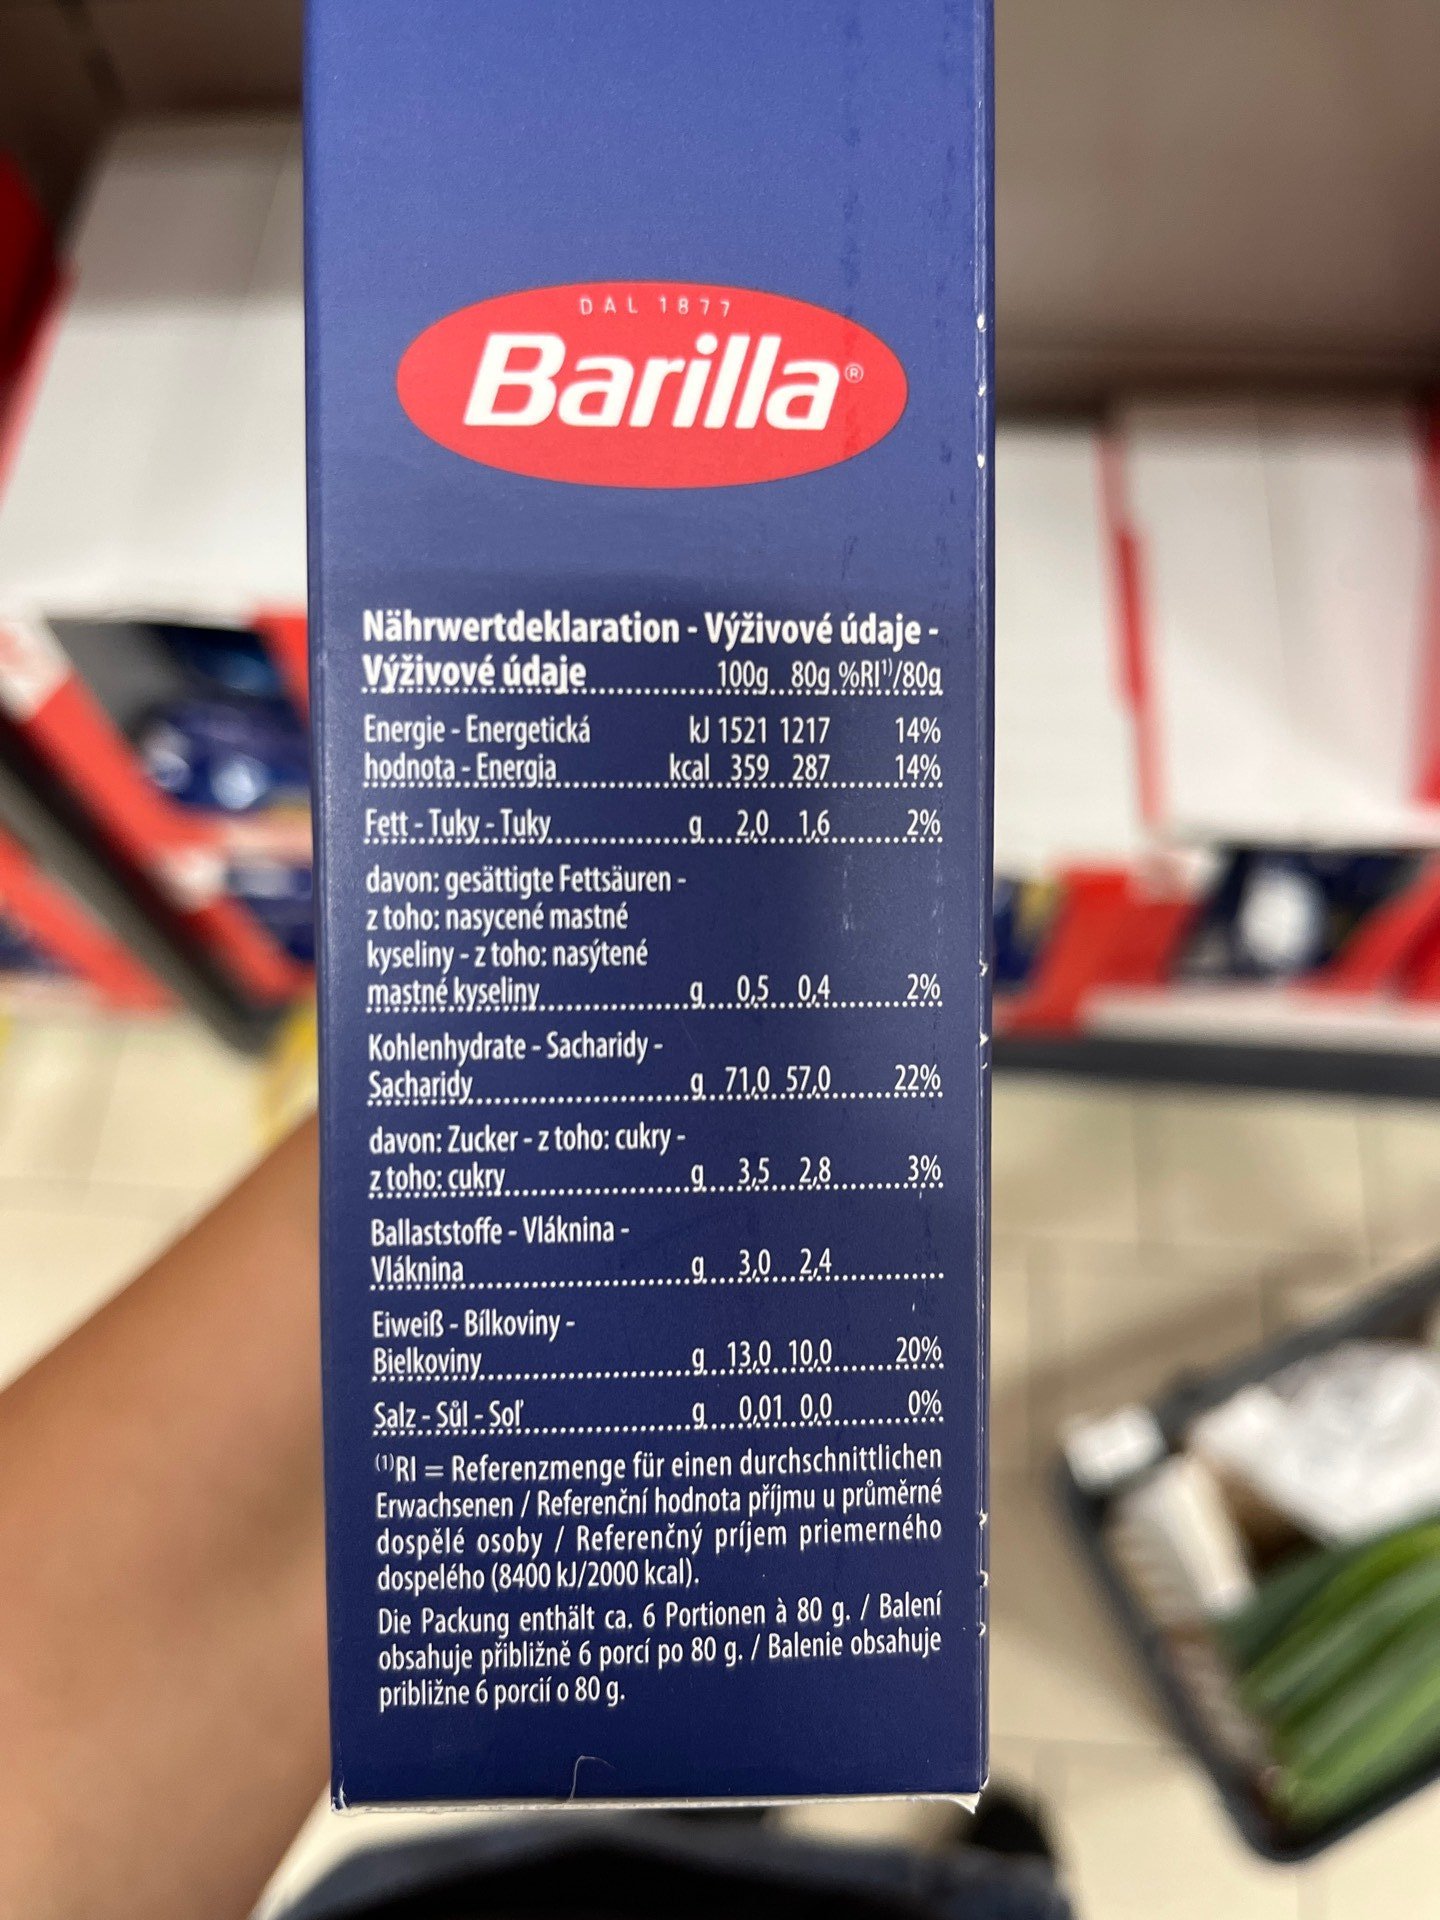 DAL 1877
Barilla®
Nährwertdeklaration - Výživové údaje -
Výživové údaje 100g 80g %RI¹⁾/80g
Energie - Energetická kJ 1521 1217 14%
hodnota - Energia kcal 359 287 14%
Fett - Tuky - Tuky g 2,0 1,6 2%
davon: gesättigte Fettsäuren -
z toho: nasycené mastné
kyseliny - z toho: nasýtené
mastné kyseliny g 0,5 0,4 2%
Kohlenhydrate - Sacharidy -
Sacharidy g 71,0 57,0 22%
davon: Zucker - z toho: cukry -
z toho: cukry g 3,5 2,8 3%
Ballaststoffe - Vláknina -
Vláknina g 3,0 2,4
Eiweiß - Bílkoviny -
Bielkoviny g 13,0 10,0 20%
Salz - Sůl - Soľ g 0,01 0,0 0%
⁽¹⁾RI = Referenzmenge für einen durchschnittlichen
Erwachsenen / Referenční hodnota příjmu u průměrné
dospělé osoby / Referenčný príjem priemerného
dospelého (8400 kJ/2000 kcal).
Die Packung enthält ca. 6 Portionen à 80 g. / Balení
obsahuje přibližně 6 porcí po 80 g. / Balenie obsahuje
približne 6 porcií o 80 g.